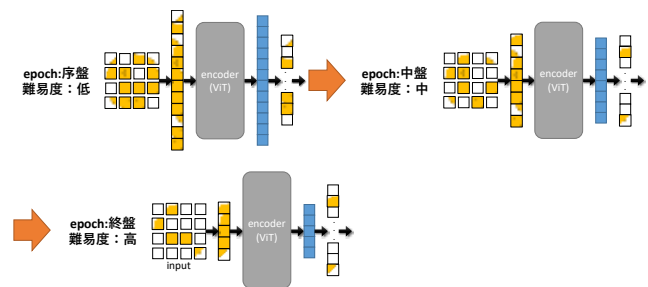 epoch:序盤
難易度：低
encoder
(ViT)
epoch:中盤
難易度：中
encoder
(ViT)
epoch:終盤
難易度：高
encoder
(ViT)
input